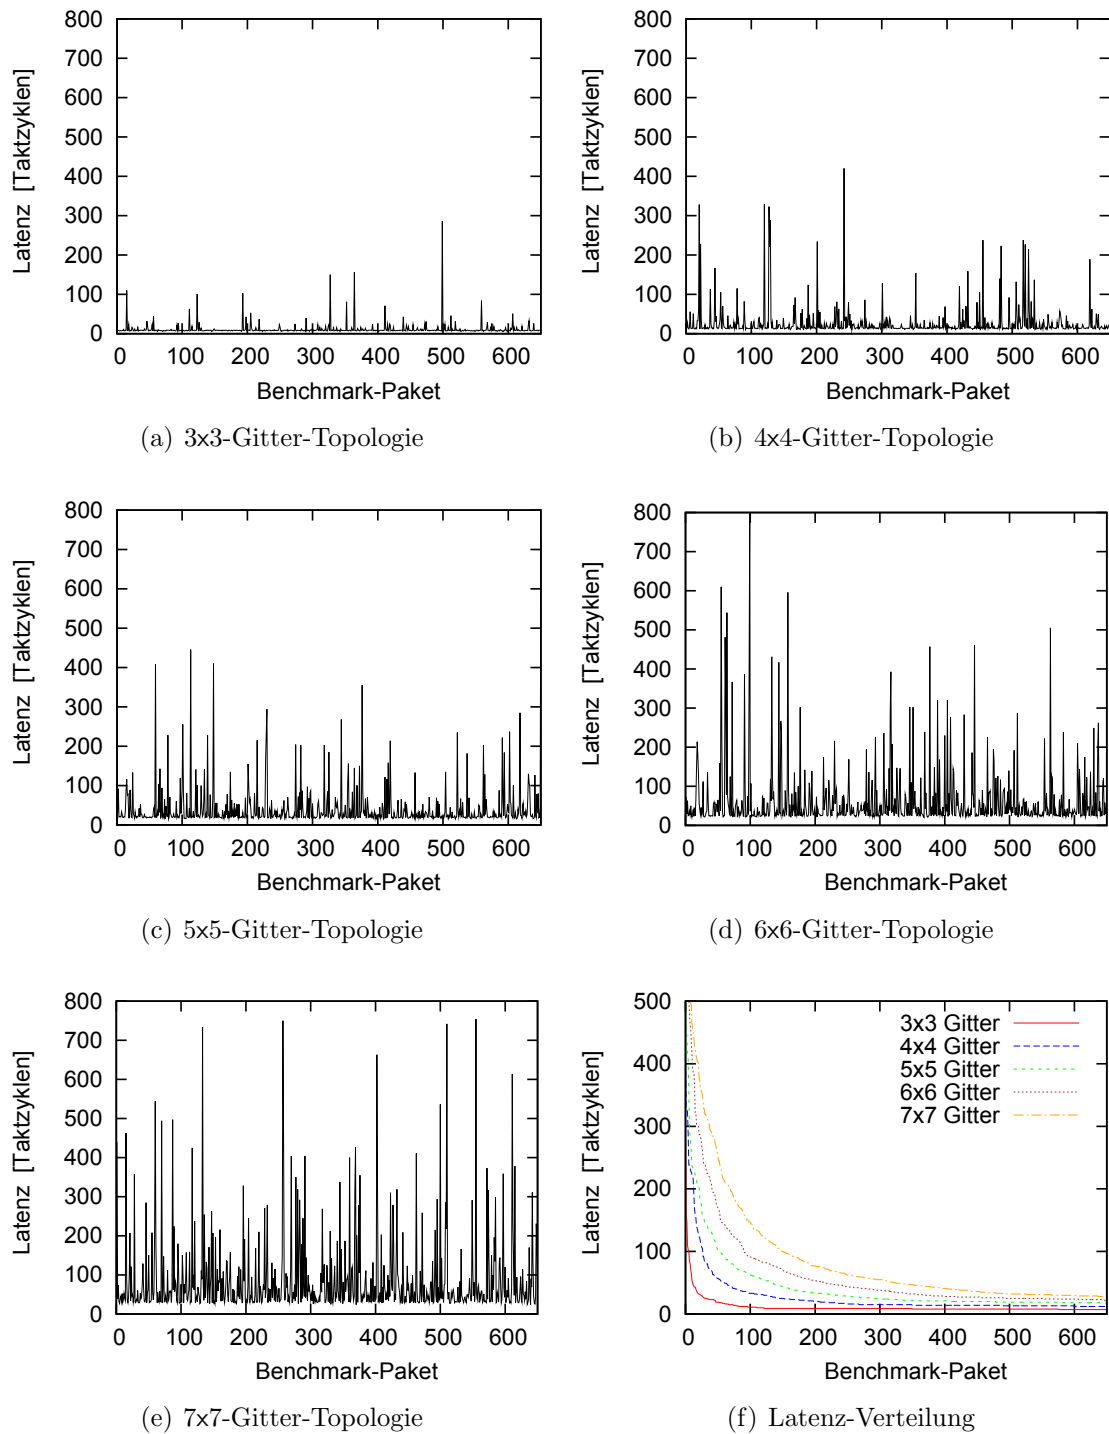 800
700
600
500
400
300
200
100
0
Latenz [Taktzyklen]
0 100 200 300 400 500 600
Benchmark-Paket
(a) 3x3-Gitter-Topologie
800
700
600
500
400
300
200
100
0
Latenz [Taktzyklen]
0 100 200 300 400 500 600
Benchmark-Paket
(b) 4x4-Gitter-Topologie
800
700
600
500
400
300
200
100
0
Latenz [Taktzyklen]
0 100 200 300 400 500 600
Benchmark-Paket
(c) 5x5-Gitter-Topologie
800
700
600
500
400
300
200
100
0
Latenz [Taktzyklen]
0 100 200 300 400 500 600
Benchmark-Paket
(d) 6x6-Gitter-Topologie
800
700
600
500
400
300
200
100
0
Latenz [Taktzyklen]
0 100 200 300 400 500 600
Benchmark-Paket
(e) 7x7-Gitter-Topologie
500
400
300
200
100
0
Latenz [Taktzyklen]
3x3 Gitter
4x4 Gitter
5x5 Gitter
6x6 Gitter
7x7 Gitter
0 100 200 300 400 500 600
Benchmark-Paket
(f) Latenz-Verteilung